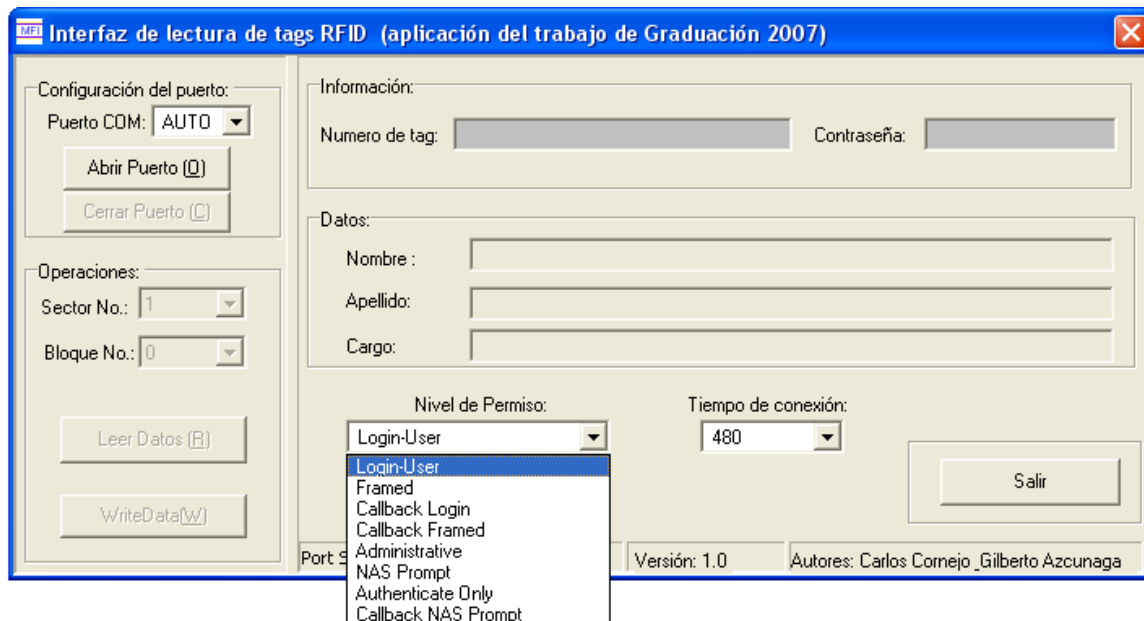 MFI Interfaz de lectura de tags RFID (aplicación del trabajo de Graduación 2007)
Configuración del puerto:
Puerto COM: AUTO
Abrir Puerto (O)
Cerrar Puerto (C)
Operaciones:
Sector No.: 1
Bloque No.: 0
Leer Datos (R)
WriteData(W)
Información:
Numero de tag:
Contraseña:
Datos:
Nombre :
Apellido:
Cargo:
Nivel de Permiso:
Login-User
Login-User
Framed
Callback Login
Callback Framed
Administrative
NAS Prompt
Authenticate Only
Callback NAS Prompt
Tiempo de conexión:
480
Salir
Port S
Versión: 1.0
Autores: Carlos Cornejo _Gilberto Azcunaga